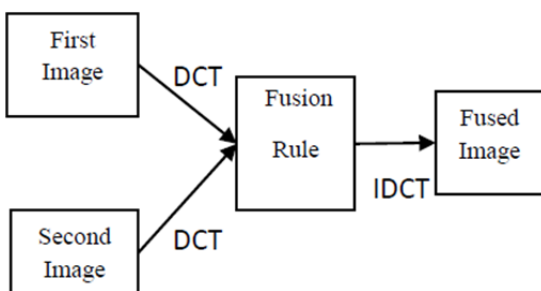 First
Image
DCT
Fusion
Rule
Fused
Image
IDCT
Second
Image
DCT